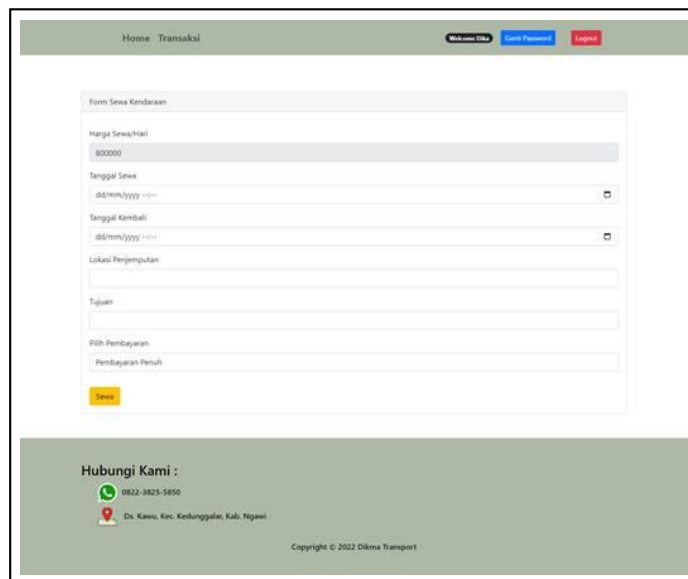 Home Transaksi Welcome Dika Ganti Password Logout
Form Sewa Kendaraan
Harga Sewa/Hari
800000
Tanggal Sewa
dd/mm/yyyy --:--
Tanggal Kembali
dd/mm/yyyy --:--
Lokasi Penjemputan
Tujuan
Pilih Pembayaran
Pembayaran Penuh
Sewa
Hubungi Kami :
0822-3825-5850
Ds. Kawu, Kec. Kedunggalar, Kab. Ngawi
Copyright © 2022 Dikma Transport